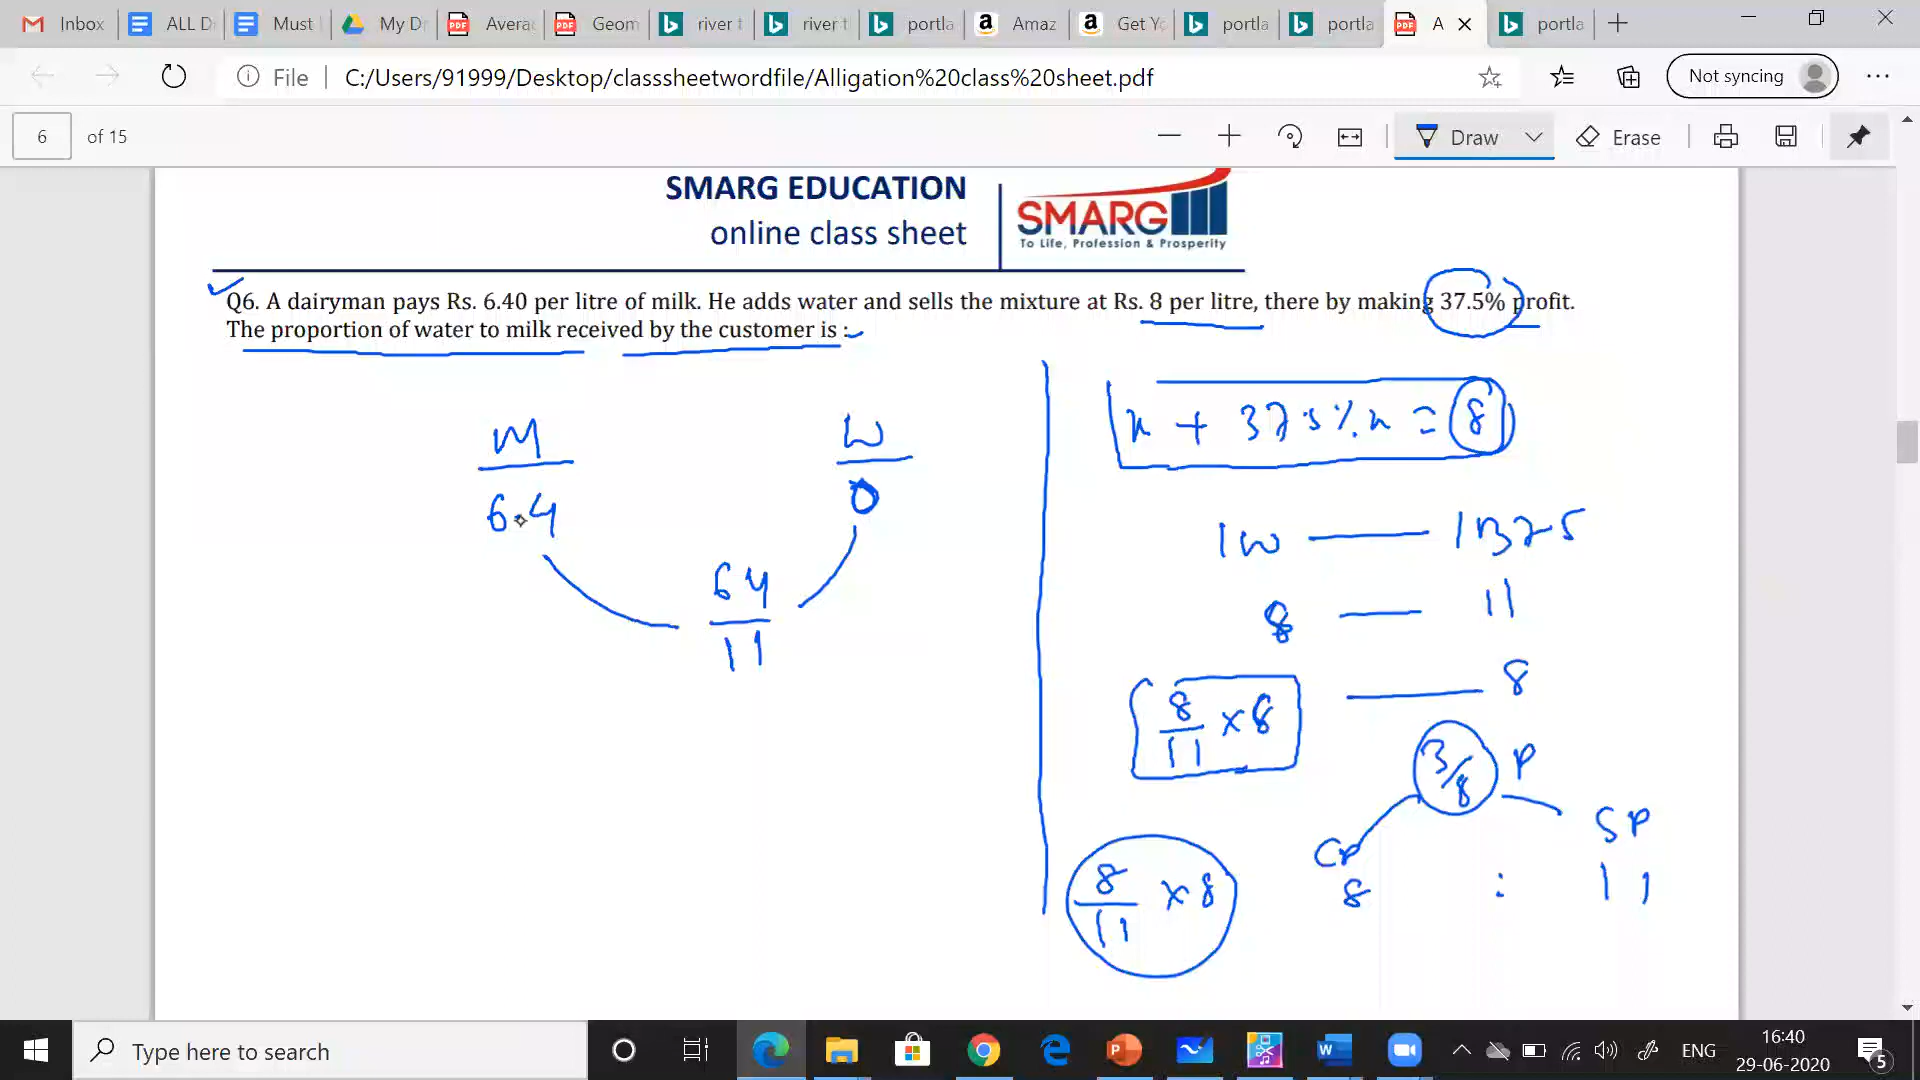 Inbox ALL D Must My Dr Avera Geom river t river t portla Amaz Get Yo portla portla A portla
File C:/Users/91999/Desktop/classsheetwordfile/Alligation%20class%20sheet.pdf Not syncing
6 of 15 Draw Erase
SMARG EDUCATION
online class sheet
SMARG
To Life, Profession & Prosperity
Q6. A dairyman pays Rs. 6.40 per litre of milk. He adds water and sells the mixture at Rs. 8 per litre, there by making 37.5% profit.
The proportion of water to milk received by the customer is :
M W
6.4 0
64
11
x + 37.5% x = 8
100 137.5
8 11
8/11 × 8 8
3/8 P
CP SP
8 : 11
8/11 × 8
Type here to search ENG 16:40
29-06-2020 5